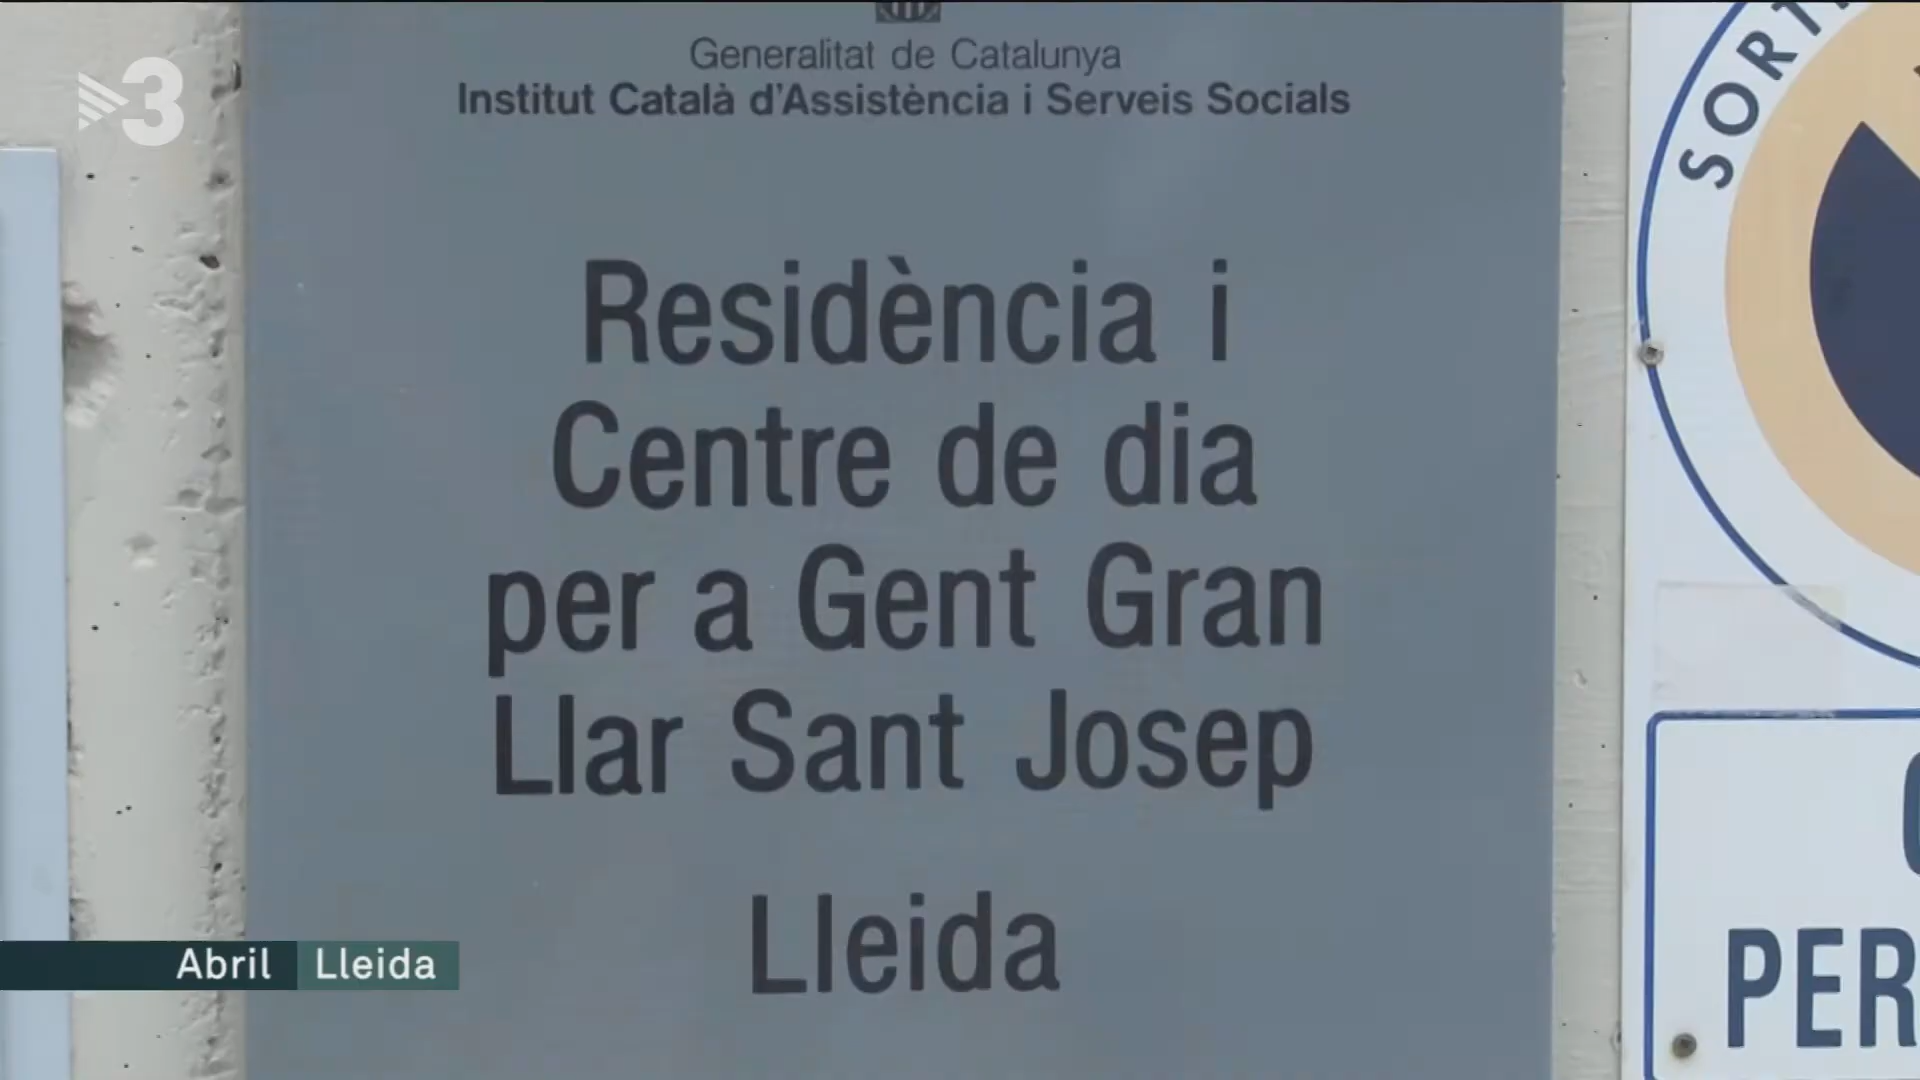 3
Generalitat de Catalunya
Institut Català d'Assistència i Serveis Socials
Residència i
Centre de dia
per a Gent Gran
Llar Sant Josep
Lleida
Abril Lleida